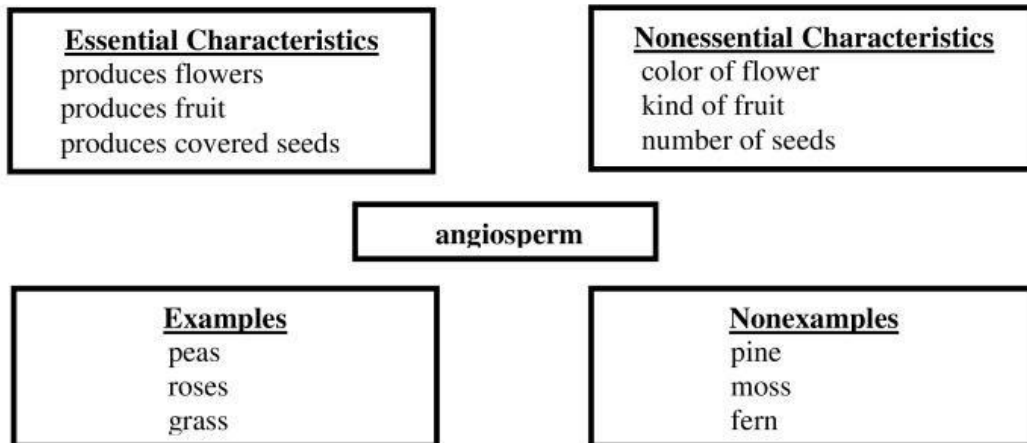 Essential Characteristics
produces flowers
produces fruit
produces covered seeds
Nonessential Characteristics
color of flower
kind of fruit
number of seeds
angiosperm
Examples
peas
roses
grass
Nonexamples
pine
moss
fern